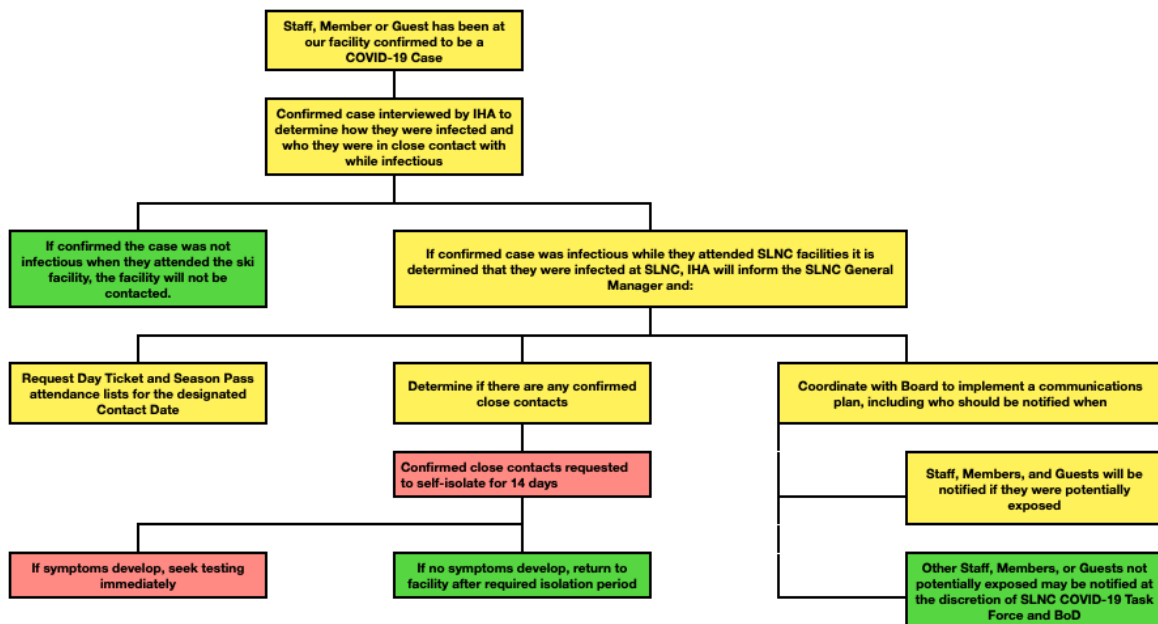 Staff, Member or Guest has been at
our facility confirmed to be a
COVID-19 Case
Confirmed case interviewed by IHA to
determine how they were infected and
who they were in close contact with
while infectious
If confirmed the case was not
infectious when they attended the ski
facility, the facility will not be
contacted.
If confirmed case was infectious while they attended SLNC facilities it is
determined that they were infected at SLNC, IHA will inform the SLNC General
Manager and:
Request Day Ticket and Season Pass
attendance lists for the designated
Contact Date
Determine if there are any confirmed
close contacts
Coordinate with Board to implement a communications
plan, including who should be notified when
Confirmed close contacts requested
to self-isolate for 14 days
Staff, Members, and Guests will be
notified if they were potentially
exposed
If symptoms develop, seek testing
immediately
If no symptoms develop, return to
facility after required isolation period
Other Staff, Members, or Guests not
potentially exposed may be notified at
the discretion of SLNC COVID-19 Task
Force and BoD